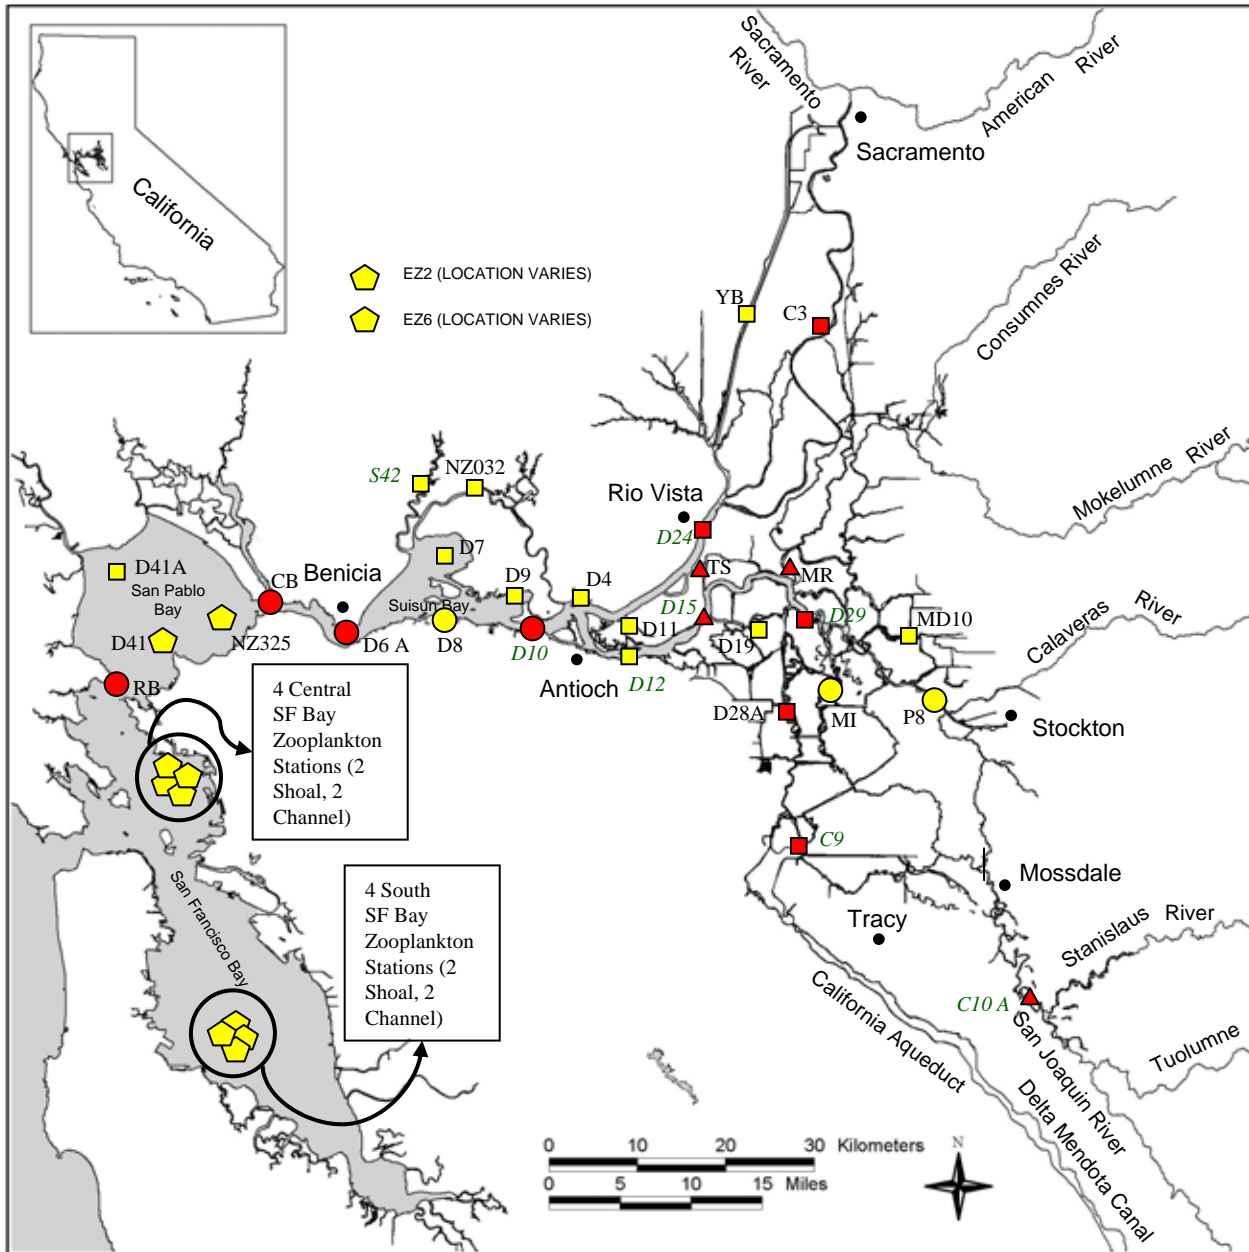 Sacramento
River
American River
Sacramento
California
EZ2 (LOCATION VARIES)
EZ6 (LOCATION VARIES)
YB
C3
Consumnes River
S42
NZ032
Rio Vista
Mokelumne River
D24
D7
D41A
San Pablo
Bay
CB
Benicia
Suisun Bay
D9
D4
TS
MR
D15
D41
NZ325
D6 A
D8
D10
D11
D19
D29
MD10
Calaveras River
Antioch
D12
RB
4 Central
SF Bay
Zooplankton
Stations (2
Shoal, 2
Channel)
D28A
MI
P8
Stockton
C9
San Francisco Bay
4 South
SF Bay
Zooplankton
Stations (2
Shoal, 2
Channel)
Mossdale
Tracy
Stanislaus River
California Aqueduct
C10 A
San Joaquin River
Tuolumne
Delta Mendota Canal
0 10 20 30 Kilometers
0 5 10 15 Miles
N